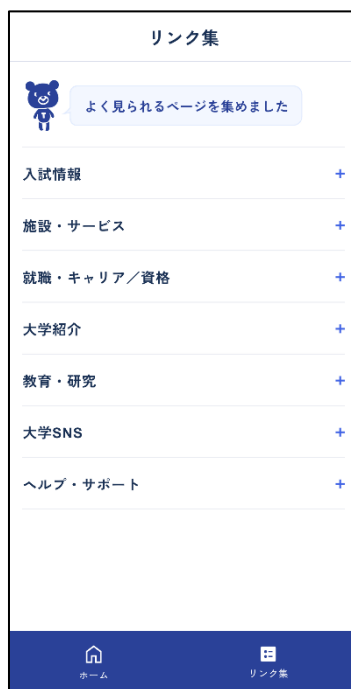 リンク集
よく見られるページを集めました
入試情報 +
施設・サービス +
就職・キャリア／資格 +
大学紹介 +
教育・研究 +
大学SNS +
ヘルプ・サポート +
ホーム リンク集